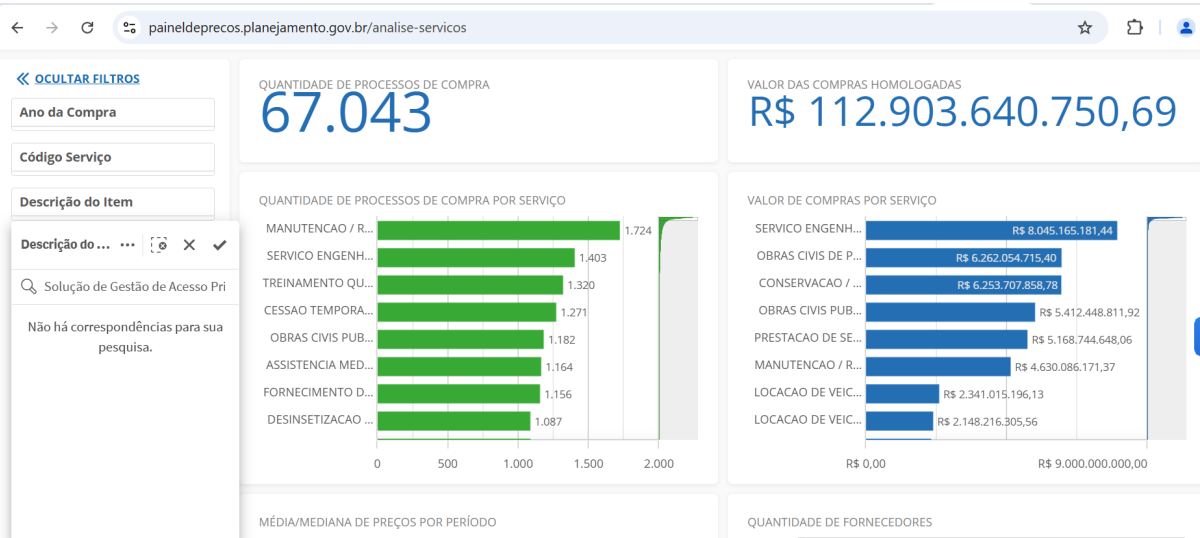 paineldeprecos.planejamento.gov.br/analise-servicos
OCULTAR FILTROS
Ano da Compra
Código Serviço
Descrição do Item
Descrição do ...
Solução de Gestão de Acesso Pri
Não há correspondências para sua
pesquisa.
QUANTIDADE DE PROCESSOS DE COMPRA
67.043
VALOR DAS COMPRAS HOMOLOGADAS
R$ 112.903.640.750,69
QUANTIDADE DE PROCESSOS DE COMPRA POR SERVIÇO
MANUTENCAO / R... 1.724
SERVICO ENGENH... 1.403
TREINAMENTO QU... 1.320
CESSAO TEMPORA... 1.271
OBRAS CIVIS PUB... 1.182
ASSISTENCIA MED... 1.164
FORNECIMENTO D... 1.156
DESINSETIZACAO ... 1.087
0 500 1.000 1.500 2.000
VALOR DE COMPRAS POR SERVIÇO
SERVICO ENGENH... R$ 8.045.165.181,44
OBRAS CIVIS DE P... R$ 6.262.054.715,40
CONSERVACAO / ... R$ 6.253.707.858,78
OBRAS CIVIS PUB... R$ 5.412.448.811,92
PRESTACAO DE SE... R$ 5.168.744.648,06
MANUTENCAO / R... R$ 4.630.086.171,37
LOCACAO DE VEIC... R$ 2.341.015.196,13
LOCACAO DE VEIC... R$ 2.148.216.305,56
R$ 0,00 R$ 9.000.000.000,00
MÉDIA/MEDIANA DE PREÇOS POR PERÍODO
QUANTIDADE DE FORNECEDORES